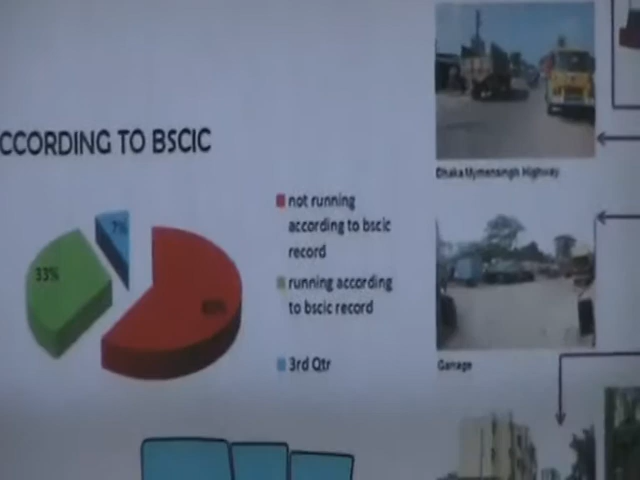 CCORDING TO BSCIC
7%
33%
60%
not running
according to bscic
record
running according
to bscic record
3rd Qtr
Dhaka Mymensingh Highway
Garage